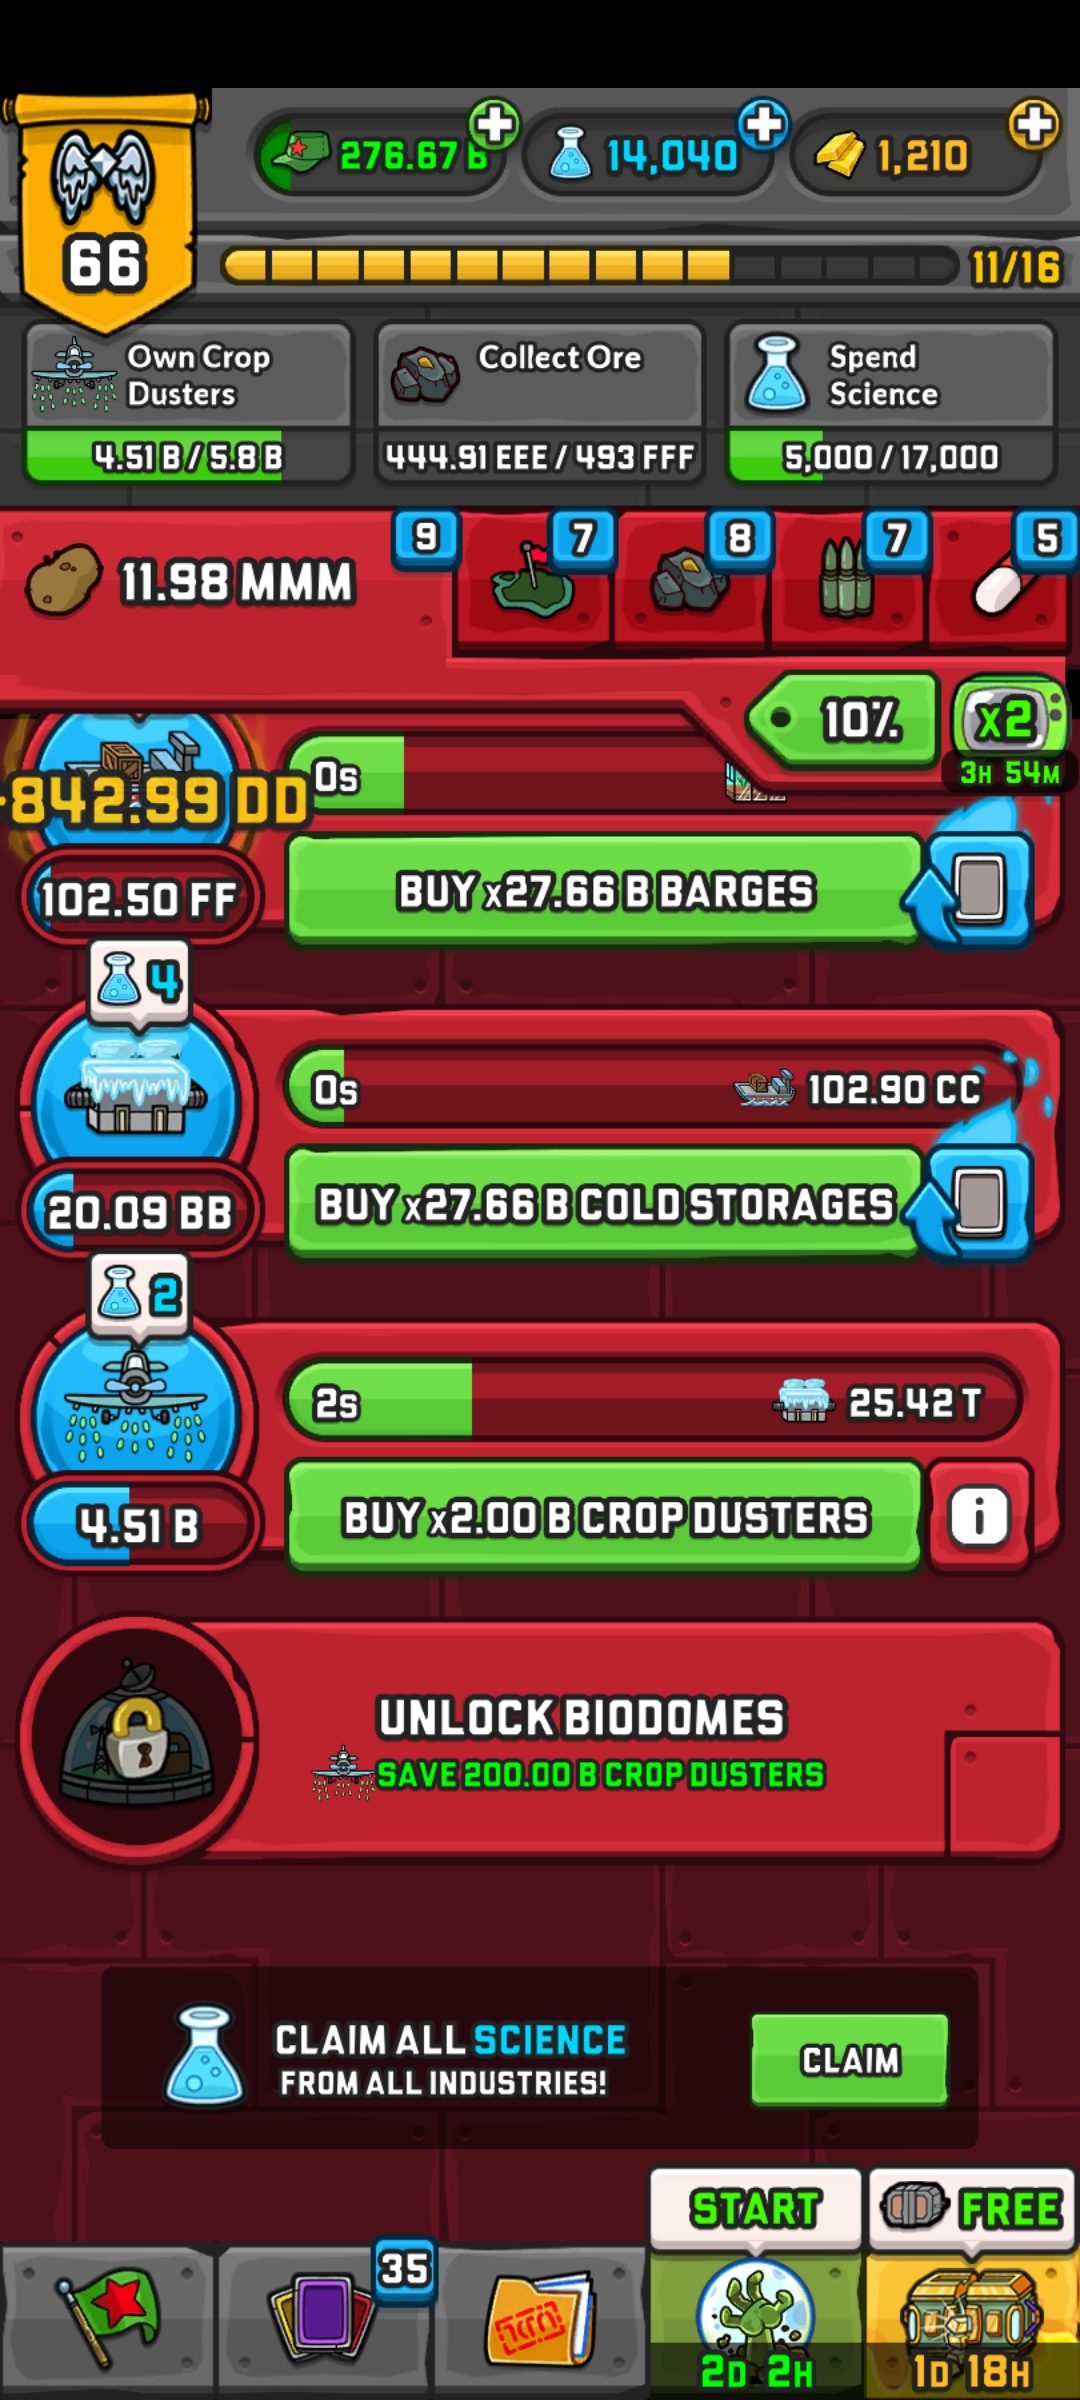 276.67 B
14,040
1,210
66
11/16
Own Crop
Dusters
4.51 B / 5.8 B
Collect Ore
444.91 EEE / 493 FFF
Spend
Science
5,000 / 17,000
11.98 MMM
9
7
8
7
5
10%
x2
3H 54M
842.99 DD
0s
102.50 FF
BUY x27.66 B BARGES
4
0s
102.90 CC
20.09 BB
BUY x27.66 B COLD STORAGES
2
2s
25.42 T
4.51 B
BUY x2.00 B CROP DUSTERS
i
UNLOCK BIODOMES
SAVE 200.00 B CROP DUSTERS
CLAIM ALL SCIENCE
FROM ALL INDUSTRIES!
CLAIM
START
FREE
35
2D 2H
1D 18H